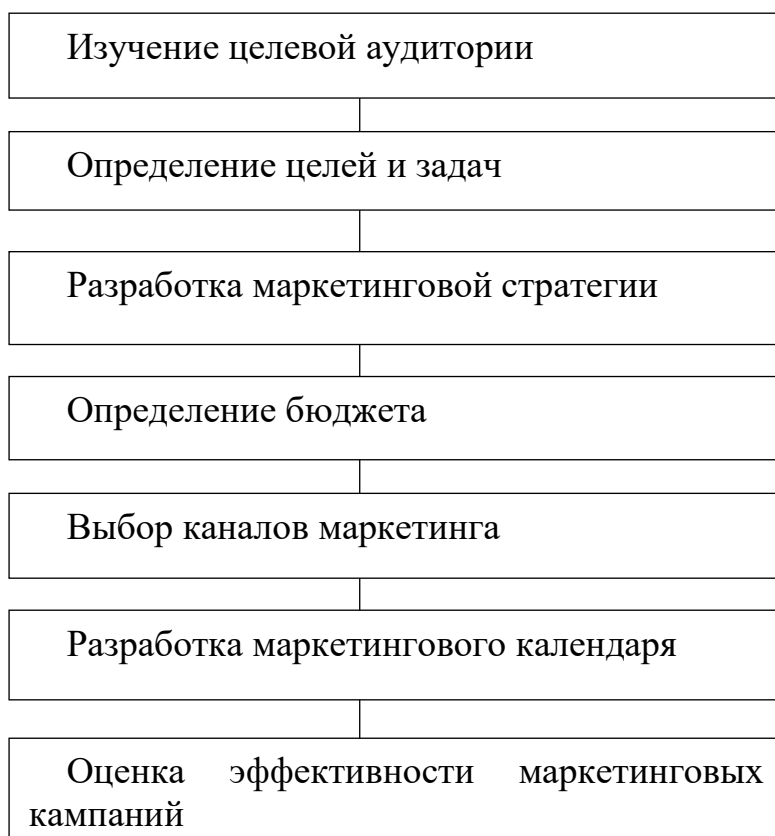 Изучение целевой аудитории
Определение целей и задач
Разработка маркетинговой стратегии
Определение бюджета
Выбор каналов маркетинга
Разработка маркетингового календаря
Оценка эффективности маркетинговых
кампаний